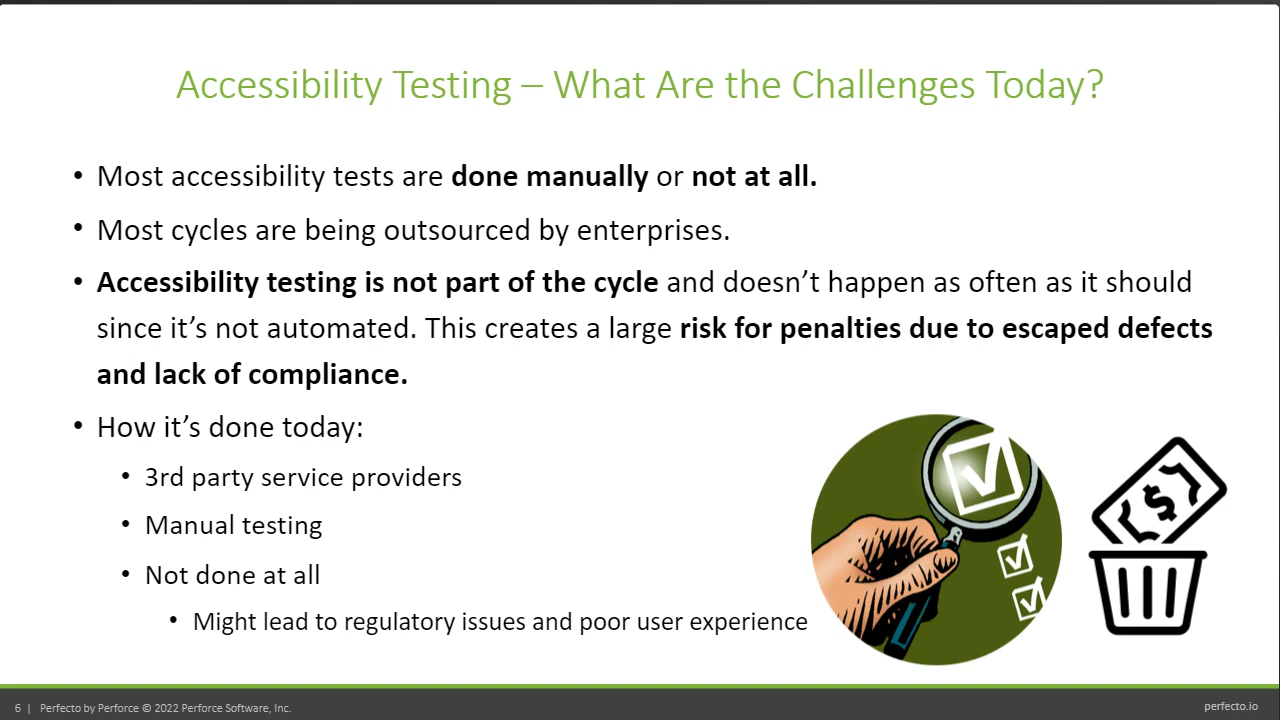 Accessibility Testing – What Are the Challenges Today?
• Most accessibility tests are done manually or not at all.
• Most cycles are being outsourced by enterprises.
• Accessibility testing is not part of the cycle and doesn’t happen as often as it should
since it’s not automated. This creates a large risk for penalties due to escaped defects
and lack of compliance.
• How it’s done today:
• 3rd party service providers
• Manual testing
• Not done at all
• Might lead to regulatory issues and poor user experience
$
6 | Perfecto by Perforce © 2022 Perforce Software, Inc.
perfecto.io